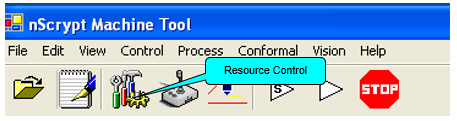 nScrypt Machine Tool
File Edit View Control Process Conformal Vision Help
Resource Control
S STOP